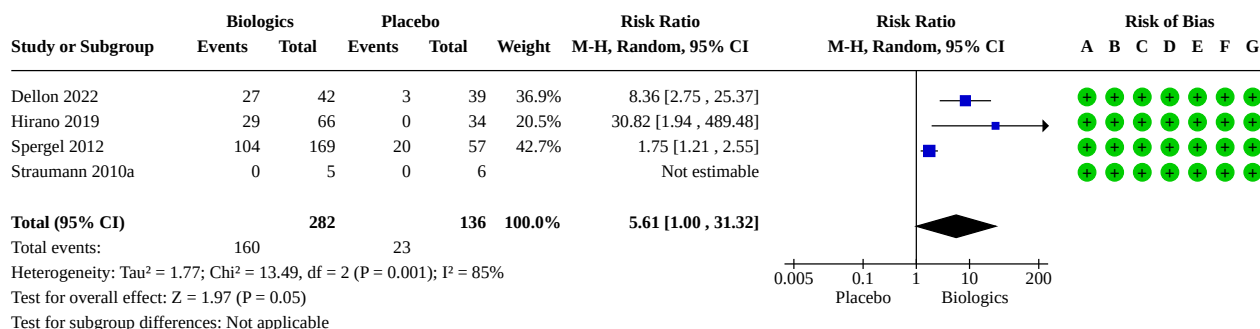 Biologics Placebo Risk Ratio Risk Ratio Risk of Bias
Study or Subgroup Events Total Events Total Weight M-H, Random, 95% CI M-H, Random, 95% CI A B C D E F G
Dellon 2022 27 42 3 39 36.9% 8.36 [2.75 , 25.37] + + + + + + +
Hirano 2019 29 66 0 34 20.5% 30.82 [1.94 , 489.48] + + + + + + +
Spergel 2012 104 169 20 57 42.7% 1.75 [1.21 , 2.55] + + + + + + +
Straumann 2010a 0 5 0 6 Not estimable + + + + + + +
Total (95% CI) 282 136 100.0% 5.61 [1.00 , 31.32]
Total events: 160 23
Heterogeneity: Tau² = 1.77; Chi² = 13.49, df = 2 (P = 0.001); I² = 85%
0.005 0.1 1 10 200
Test for overall effect: Z = 1.97 (P = 0.05) Placebo Biologics
Test for subgroup differences: Not applicable